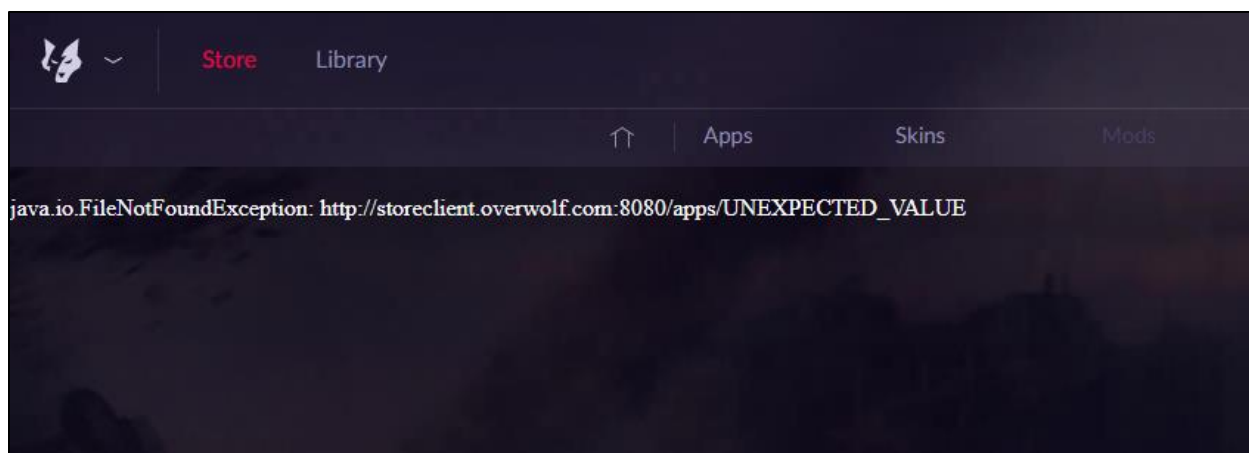 Store Library
Apps Skins Mods
java.io.FileNotFoundException: http://storeclient.overwolf.com:8080/apps/UNEXPECTED_VALUE